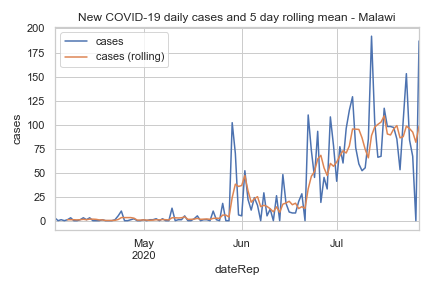 New COVID-19 daily cases and 5 day rolling mean - Malawi
200
175
150
125
100
75
50
25
0
cases
cases
cases (rolling)
May
2020
Jun
Jul
dateRep